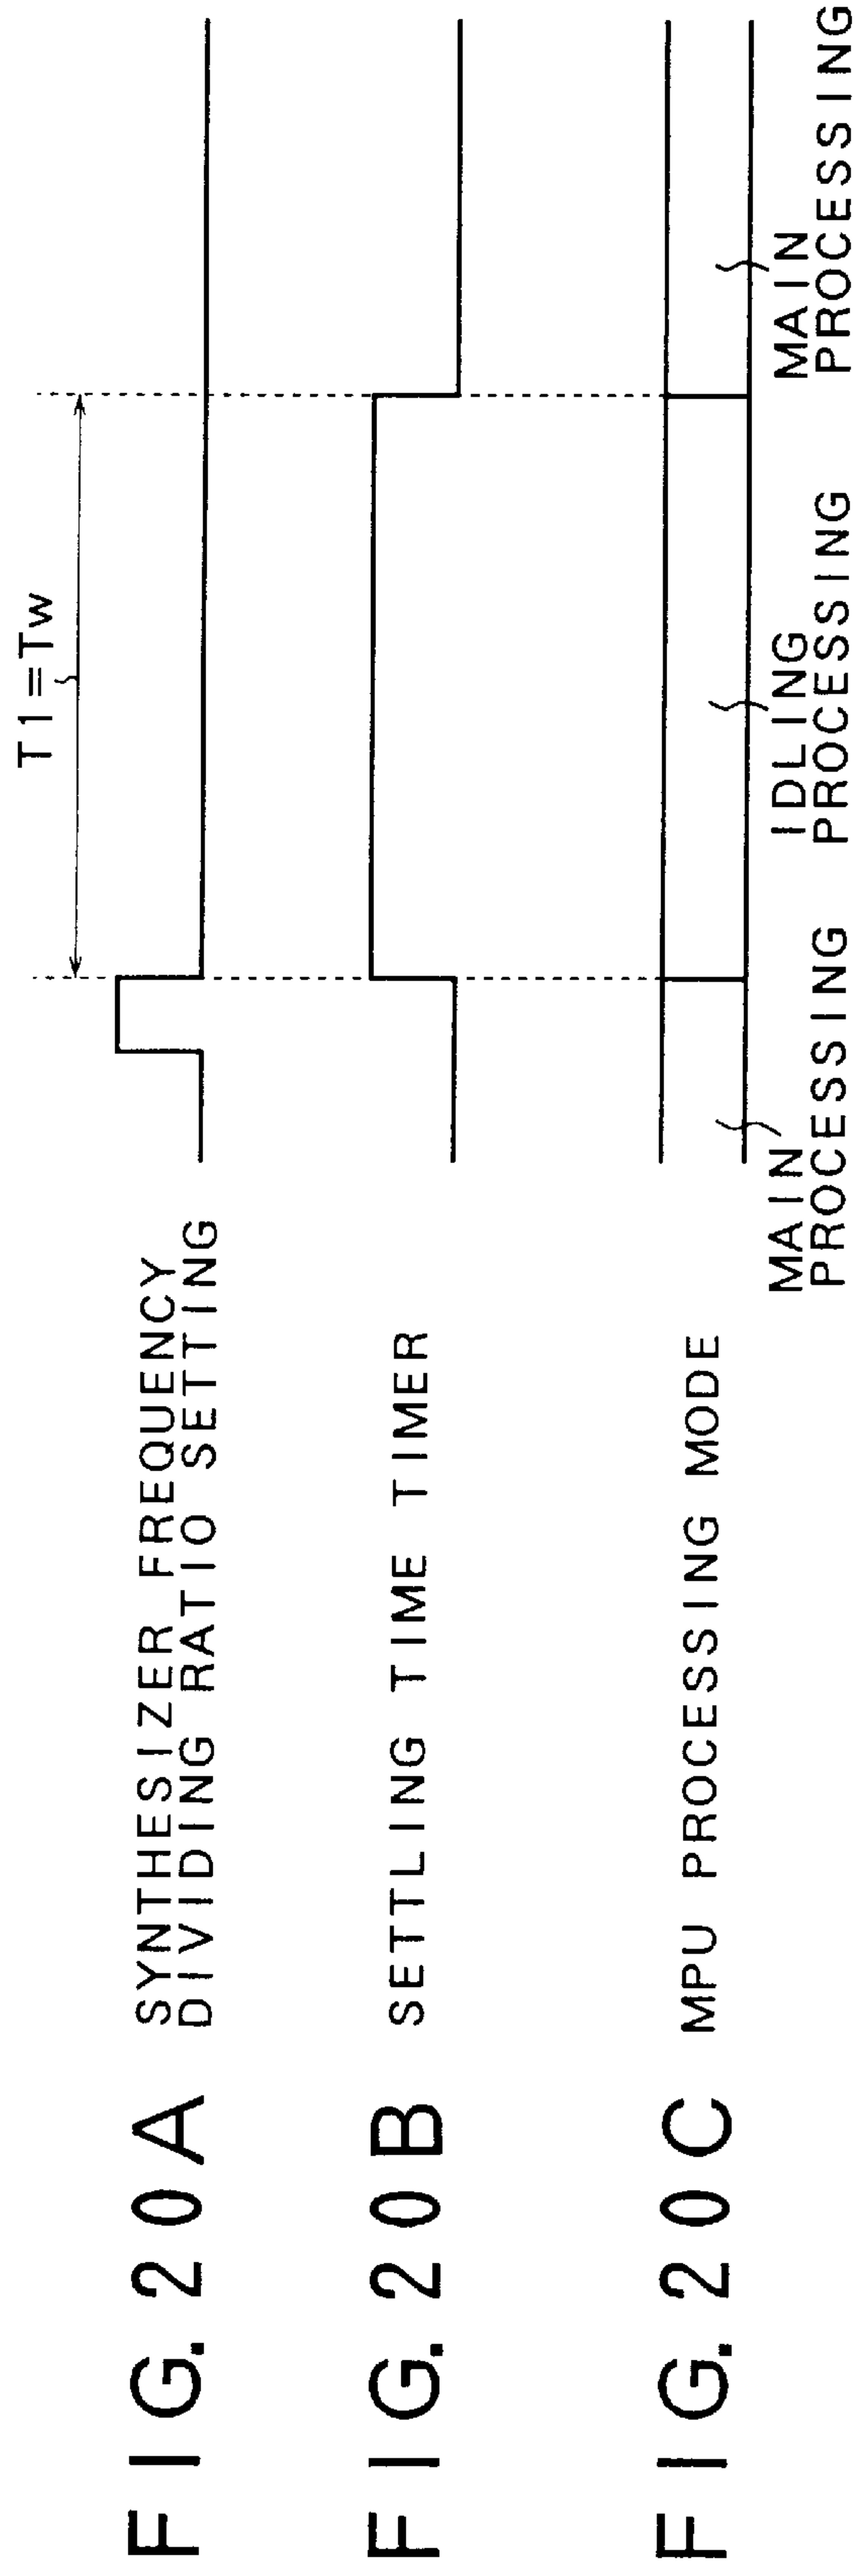 T1=Tw
FIG. 20A
SYNTHESIZER FREQUENCY
DIVIDING RATIO SETTING
FIG. 20B
SETTLING TIME TIMER
FIG. 20C
MPU PROCESSING MODE
MAIN
PROCESSING
IDLING
PROCESSING
MAIN
PROCESSING